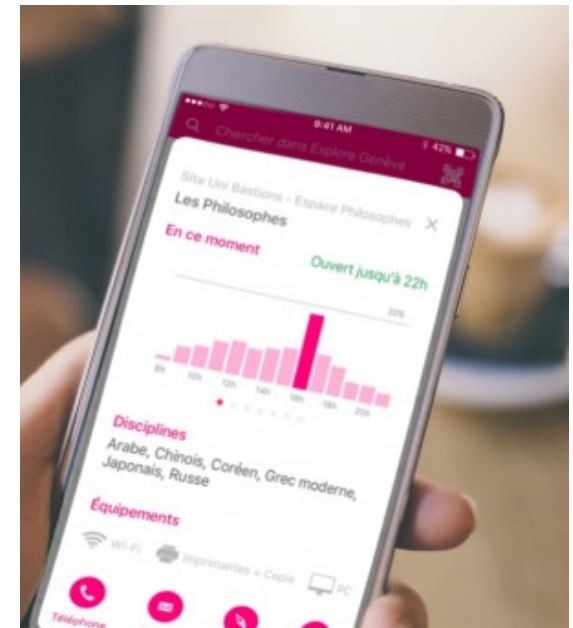 9:41 AM
42%
Chercher dans Explore Genève
Site Uni Bastions - Espace Philosophes
Les Philosophes
En ce moment
Ouvert jusqu'à 22h
8h 10h 12h 14h 16h 18h 20h
Disciplines
Arabe, Chinois, Coréen, Grec moderne,
Japonais, Russe
Équipements
Wi-Fi Imprimantes + Copie PC
Téléphone